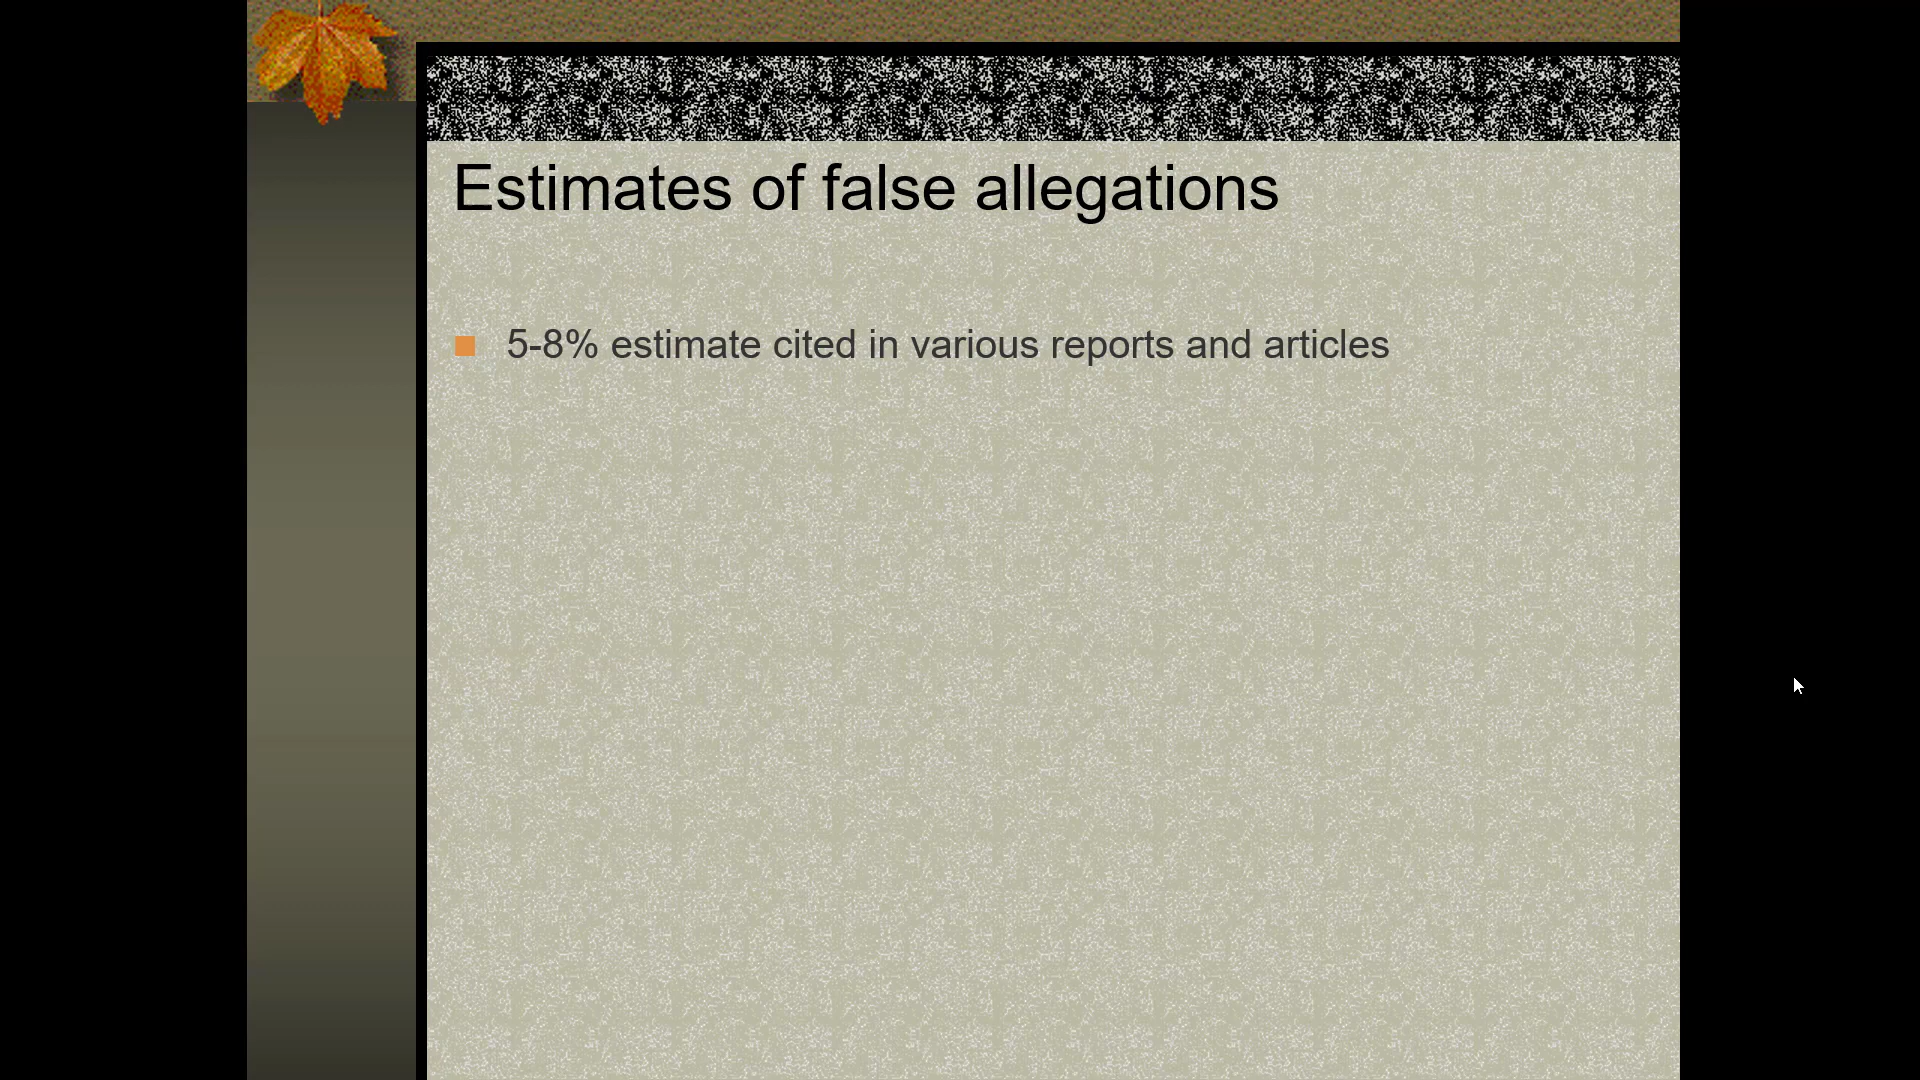 Estimates of false allegations
5-8% estimate cited in various reports and articles